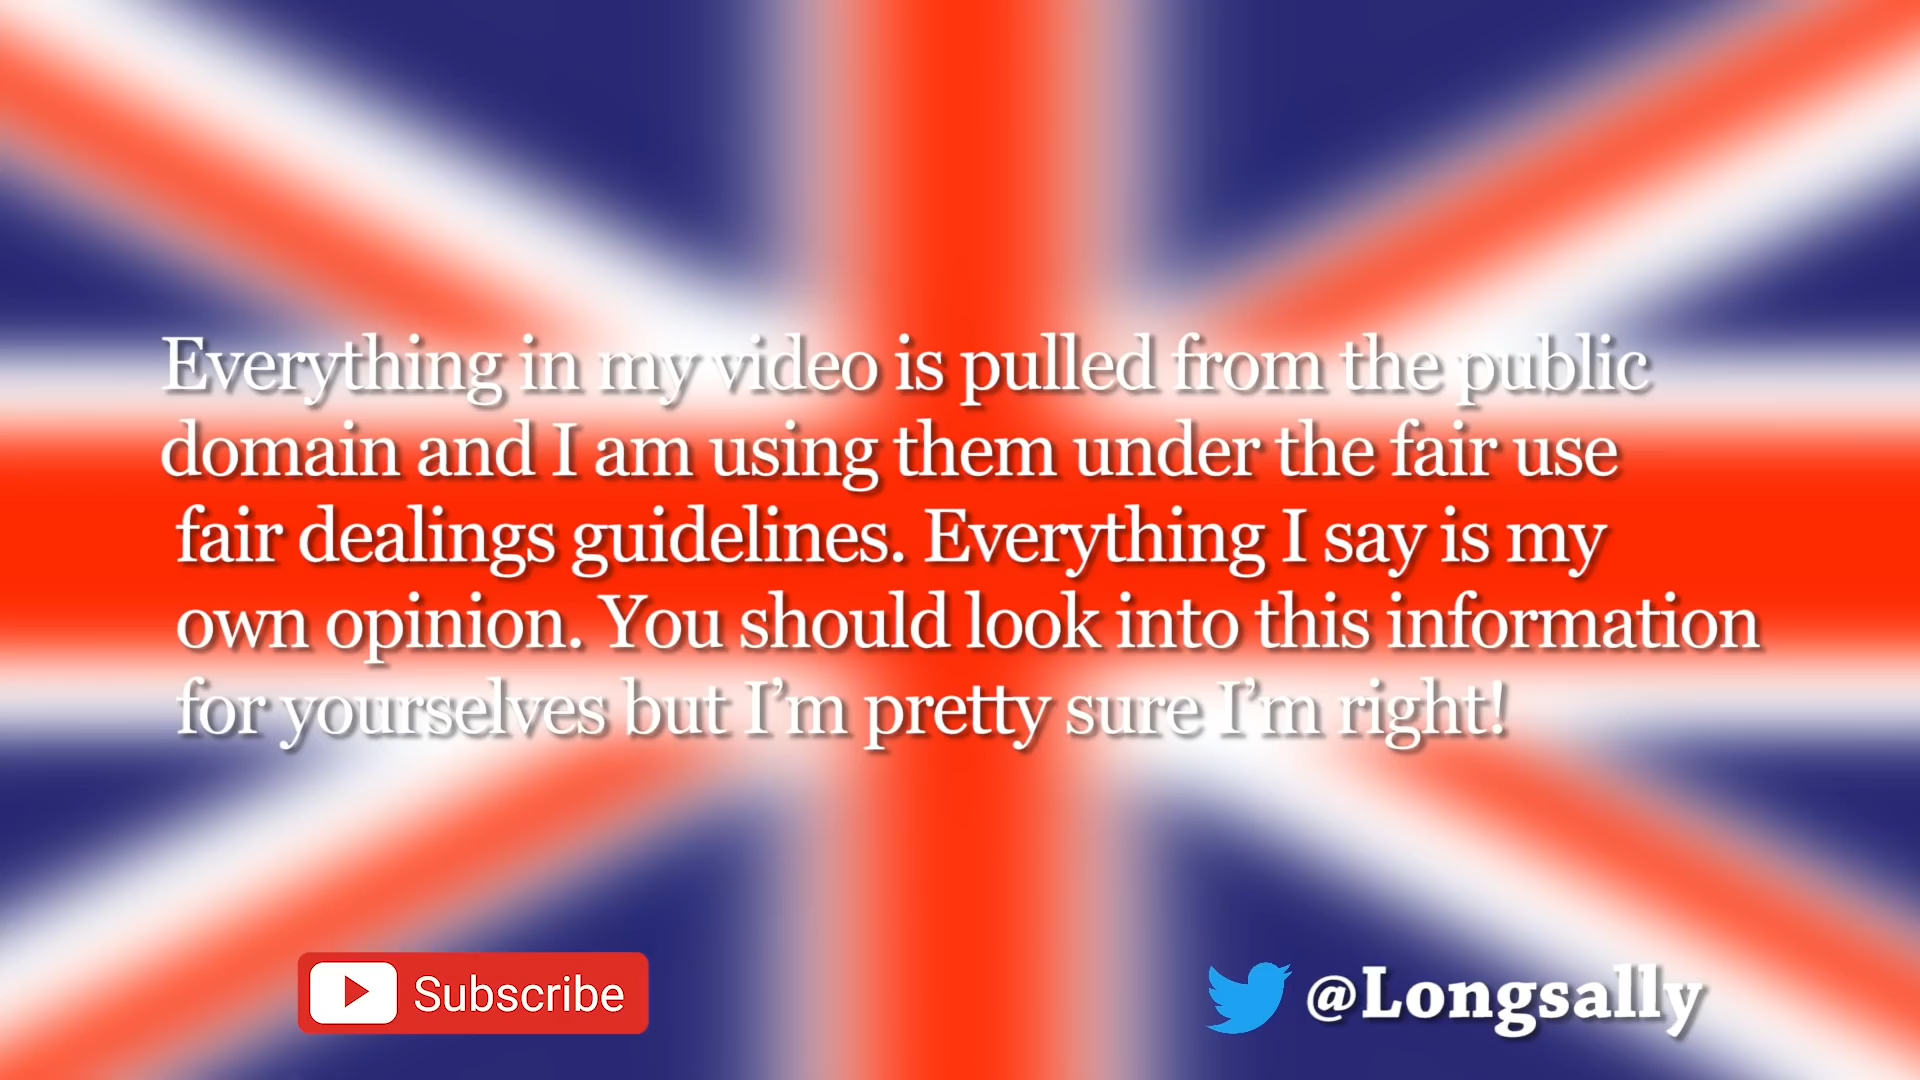 Everything in my video is pulled from the public
domain and I am using them under the fair use
fair dealings guidelines. Everything I say is my
own opinion. You should look into this information
for yourselves but I’m pretty sure I’m right!
Subscribe
@Longsally